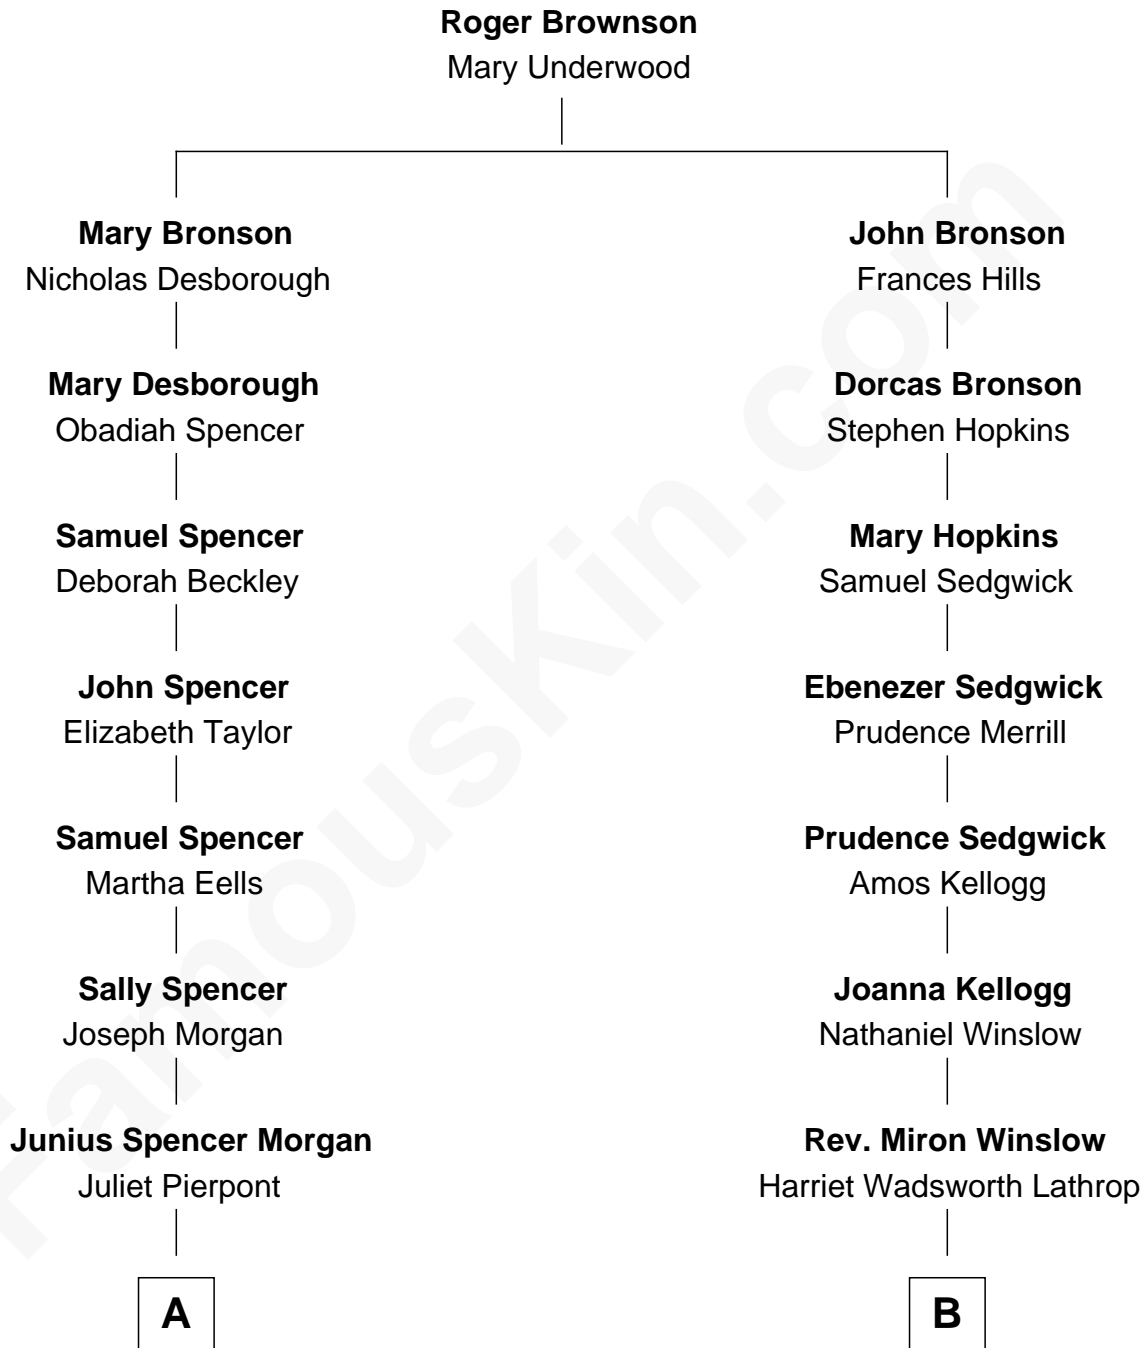 Roger Brownson
Mary Underwood
Mary Bronson
Nicholas Desborough
John Bronson
Frances Hills
Mary Desborough
Obadiah Spencer
Dorcas Bronson
Stephen Hopkins
Samuel Spencer
Deborah Beckley
Mary Hopkins
Samuel Sedgwick
John Spencer
Elizabeth Taylor
Ebenezer Sedgwick
Prudence Merrill
Samuel Spencer
Martha Eells
Prudence Sedgwick
Amos Kellogg
Sally Spencer
Joseph Morgan
Joanna Kellogg
Nathaniel Winslow
Junius Spencer Morgan
Juliet Pierpont
Rev. Miron Winslow
Harriet Wadsworth Lathrop
A
B
FamousKin.com